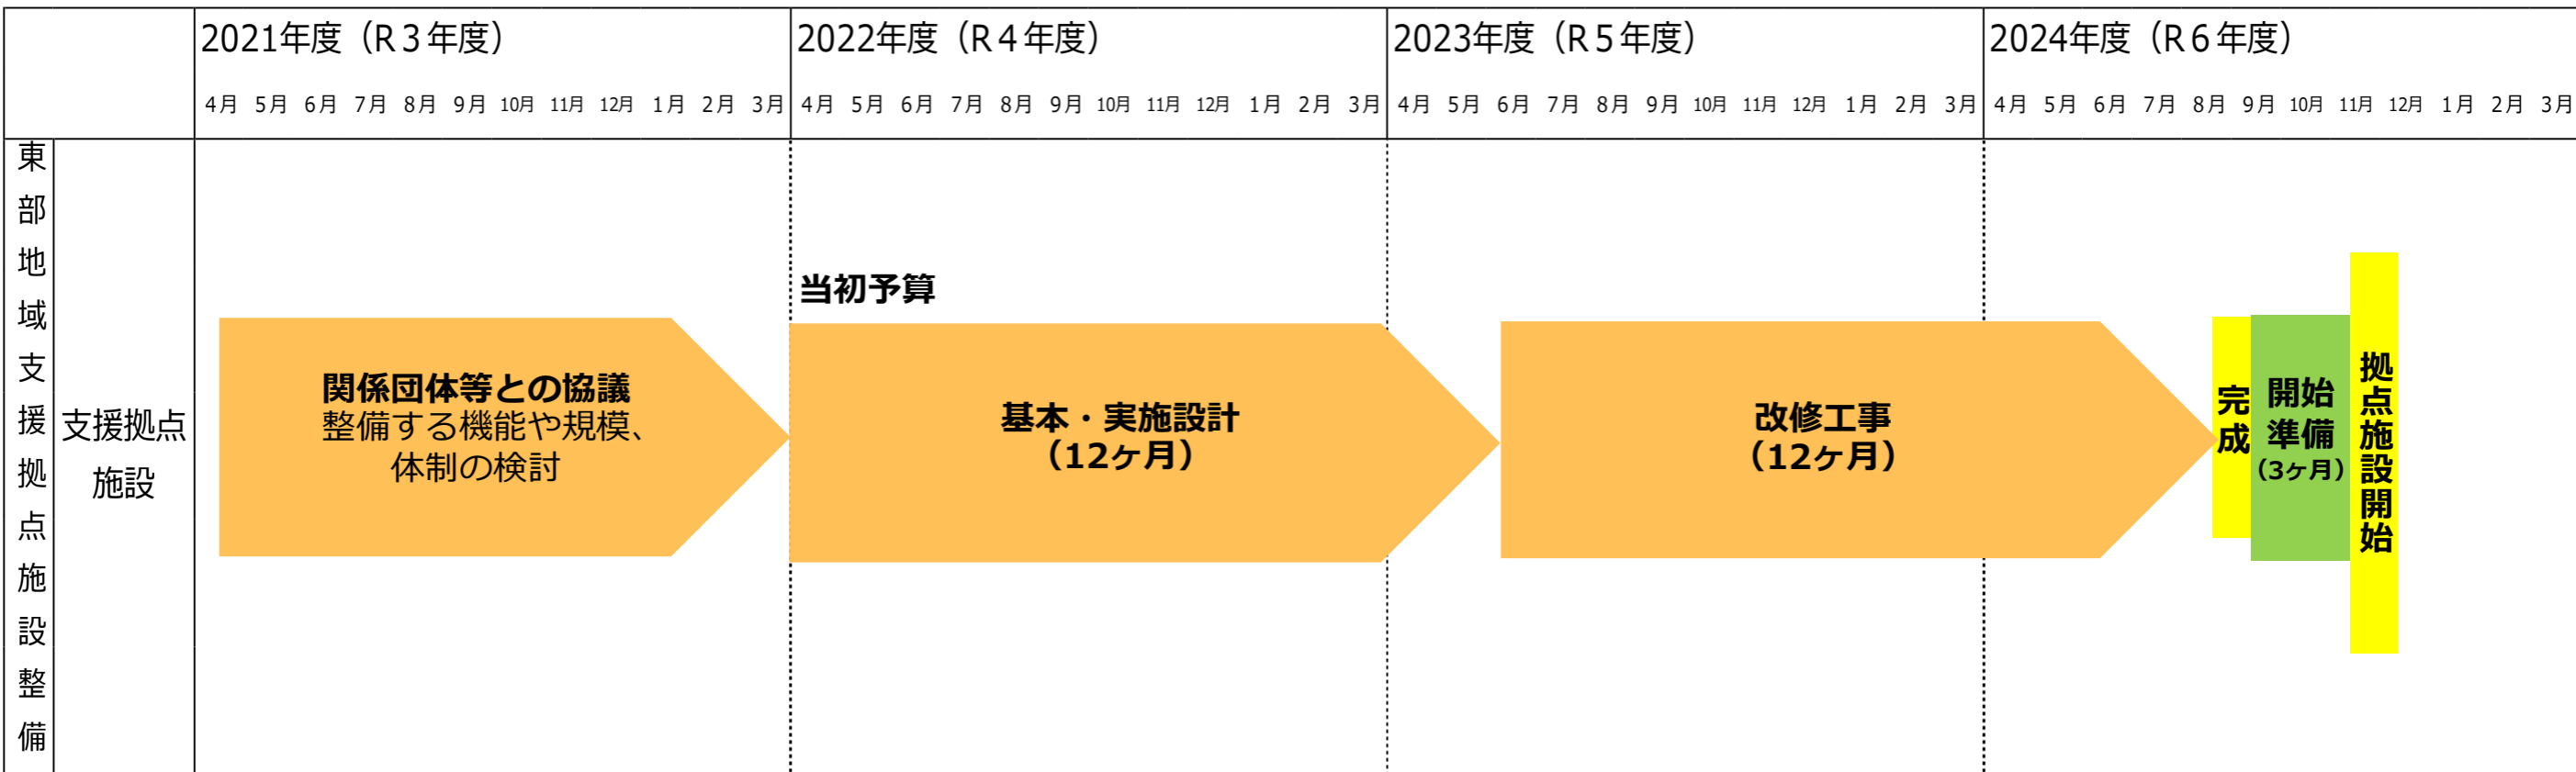 2021年度（R３年度）
2022年度（R４年度）
2023年度（R５年度）
2024年度（R６年度）
4月 5月 6月 7月 8月 9月 10月 11月 12月 1月 2月 3月
4月 5月 6月 7月 8月 9月 10月 11月 12月 1月 2月 3月
4月 5月 6月 7月 8月 9月 10月 11月 12月 1月 2月 3月
4月 5月 6月 7月 8月 9月 10月 11月 12月 1月 2月 3月
東部地域支援拠点施設整備
支援拠点
施設
関係団体等との協議
整備する機能や規模、
体制の検討
当初予算
基本・実施設計
（12ヶ月）
改修工事
（12ヶ月）
完成
開始
準備
（3ヶ月）
拠点施設開始